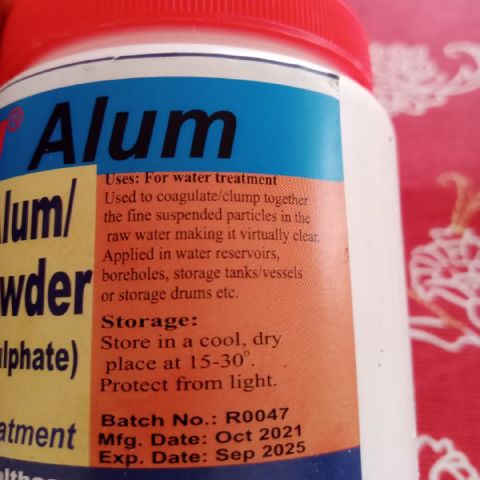 ® Alum
Alum/
wder
ulphate)
atment
Uses: For water treatment
Used to coagulate/clump together
the fine suspended particles in the
raw water making it virtually clear.
Applied in water reservoirs,
boreholes, storage tanks/vessels
or storage drums etc.
Storage:
Store in a cool, dry
place at 15-30°.
Protect from light.
Batch No.: R0047
Mfg. Date: Oct 2021
Exp. Date: Sep 2025